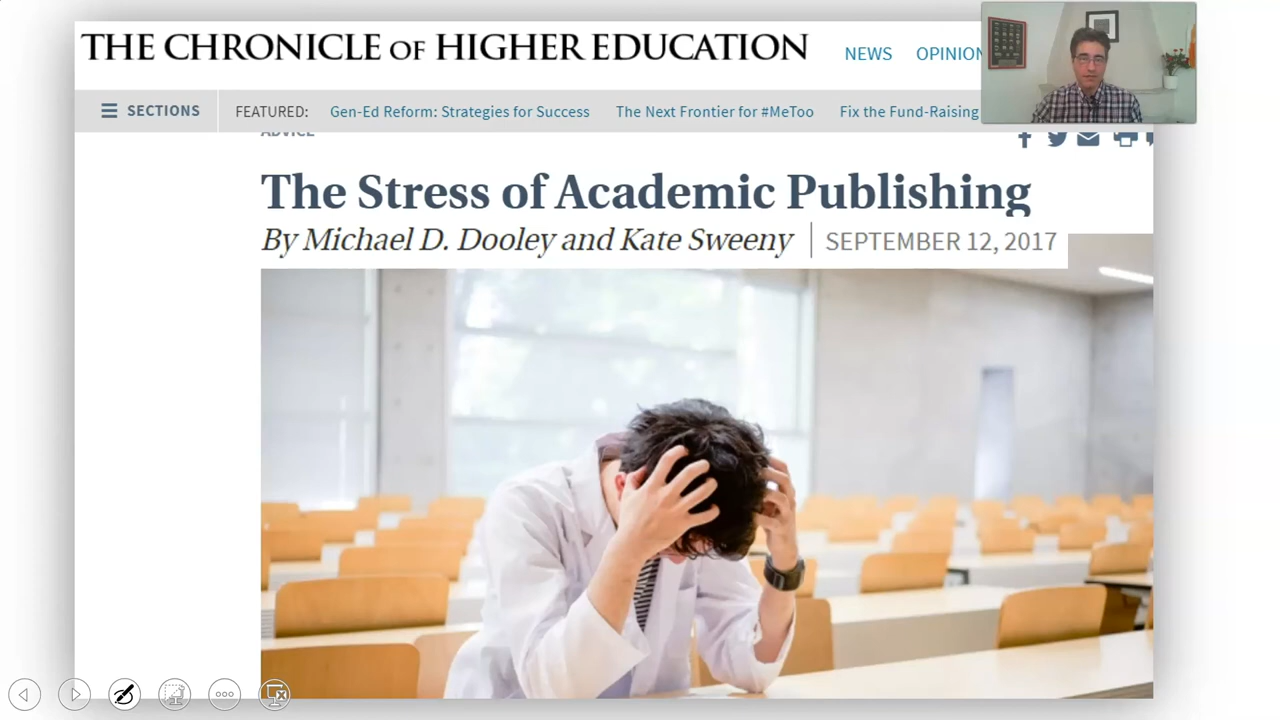 THE CHRONICLE OF HIGHER EDUCATION
NEWS OPINION
SECTIONS FEATURED: Gen-Ed Reform: Strategies for Success The Next Frontier for #MeToo Fix the Fund-Raising
ADVICE
The Stress of Academic Publishing
By Michael D. Dooley and Kate Sweeny | SEPTEMBER 12, 2017